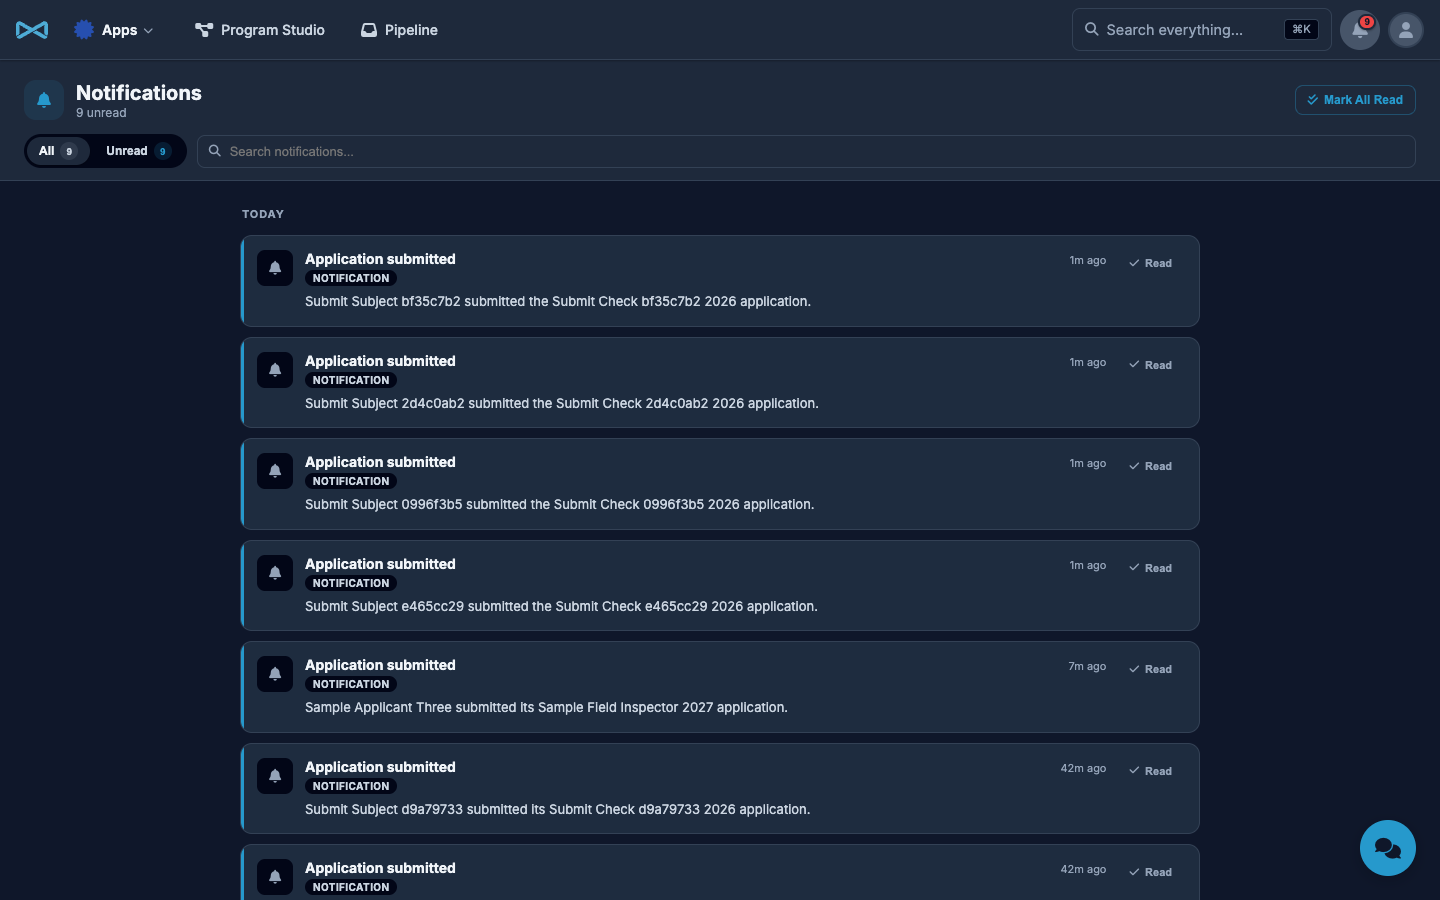 Apps
Program Studio
Pipeline
Search everything...
⌘K
9
Notifications
9 unread
Mark All Read
All 9
Unread 9
Search notifications...
TODAY
Application submitted
1m ago
Read
NOTIFICATION
Submit Subject bf35c7b2 submitted the Submit Check bf35c7b2 2026 application.
Application submitted
1m ago
Read
NOTIFICATION
Submit Subject 2d4c0ab2 submitted the Submit Check 2d4c0ab2 2026 application.
Application submitted
1m ago
Read
NOTIFICATION
Submit Subject 0996f3b5 submitted the Submit Check 0996f3b5 2026 application.
Application submitted
1m ago
Read
NOTIFICATION
Submit Subject e465cc29 submitted the Submit Check e465cc29 2026 application.
Application submitted
7m ago
Read
NOTIFICATION
Sample Applicant Three submitted its Sample Field Inspector 2027 application.
Application submitted
42m ago
Read
NOTIFICATION
Submit Subject d9a79733 submitted its Submit Check d9a79733 2026 application.
Application submitted
42m ago
Read
NOTIFICATION